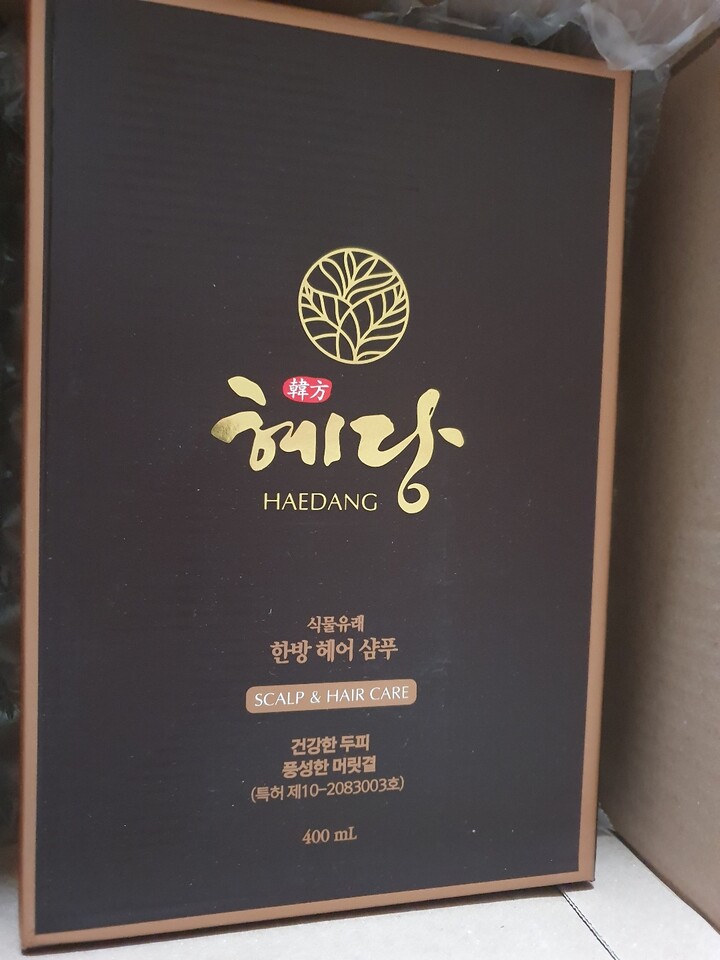 韓方
혜당
HAEDANG
식물유래
한방 헤어 샴푸
SCALP & HAIR CARE
건강한 두피
풍성한 머릿결
(특허 제10-2083003호)
400 mL